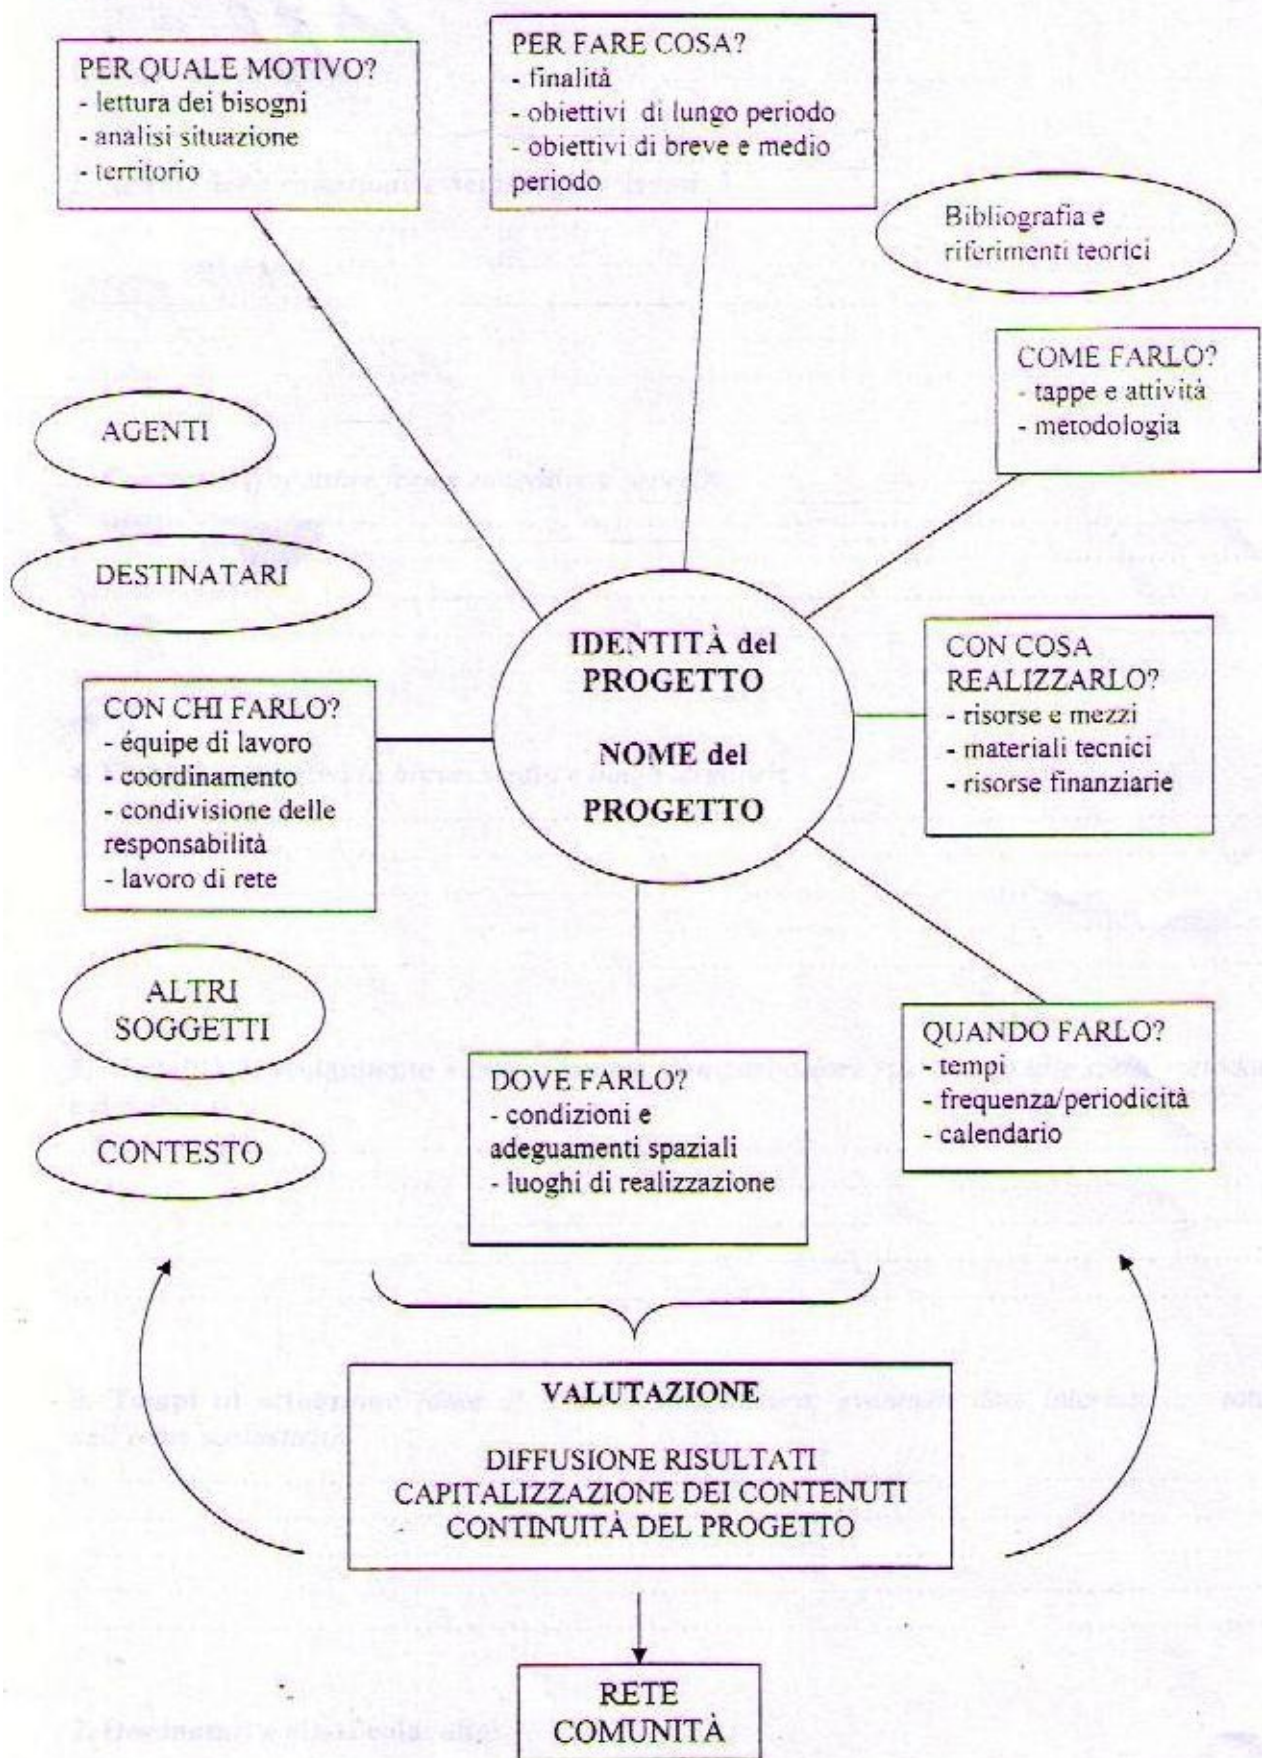 PER QUALE MOTIVO?
- lettura dei bisogni
- analisi situazione
- territorio
PER FARE COSA?
- finalità
- obiettivi di lungo periodo
- obiettivi di breve e medio
periodo
Bibliografia e
riferimenti teorici
COME FARLO?
- tappe e attività
- metodologia
AGENTI
DESTINATARI
IDENTITÀ del
PROGETTO
NOME del
PROGETTO
CON COSA
REALIZZARLO?
- risorse e mezzi
- materiali tecnici
- risorse finanziarie
CON CHI FARLO?
- équipe di lavoro
- coordinamento
- condivisione delle
responsabilità
- lavoro di rete
ALTRI
SOGGETTI
CONTESTO
DOVE FARLO?
- condizioni e
adeguamenti spaziali
- luoghi di realizzazione
QUANDO FARLO?
- tempi
- frequenza/periodicità
- calendario
VALUTAZIONE
DIFFUSIONE RISULTATI
CAPITALIZZAZIONE DEI CONTENUTI
CONTINUITÀ DEL PROGETTO
RETE
COMUNITÀ